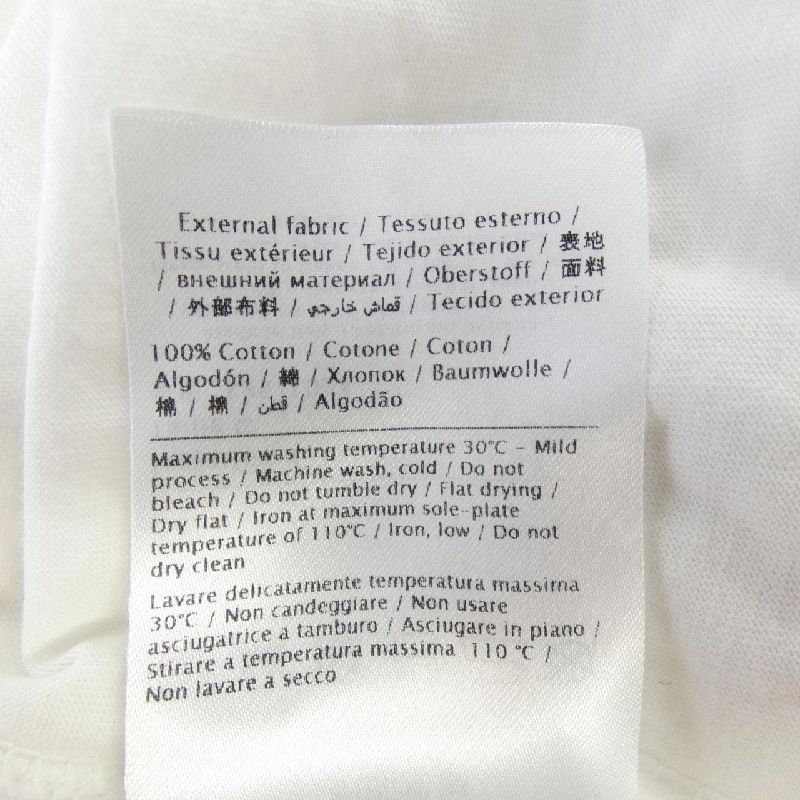 External fabric / Tessuto esterno /
Tissu extérieur / Tejido exterior / 表地
/ внешний материал / Oberstoff / 面料
/ 外部布料 / قماش خارجي / Tecido exterior
100% Cotton / Cotone / Coton /
Algodón / 綿 / Хлопок / Baumwolle /
棉 / 棉 / قطن / Algodão
Maximum washing temperature 30°C - Mild
process / Machine wash, cold / Do not
bleach / Do not tumble dry / Flat drying /
Dry flat / Iron at maximum sole-plate
temperature of 110°C / Iron, low / Do not
dry clean
Lavare delicatamente temperatura massima
30°C / Non candeggiare / Non usare
asciugatrice a tamburo / Asciugare in piano /
Stirare a temperatura massima 110 °C /
Non lavare a secco